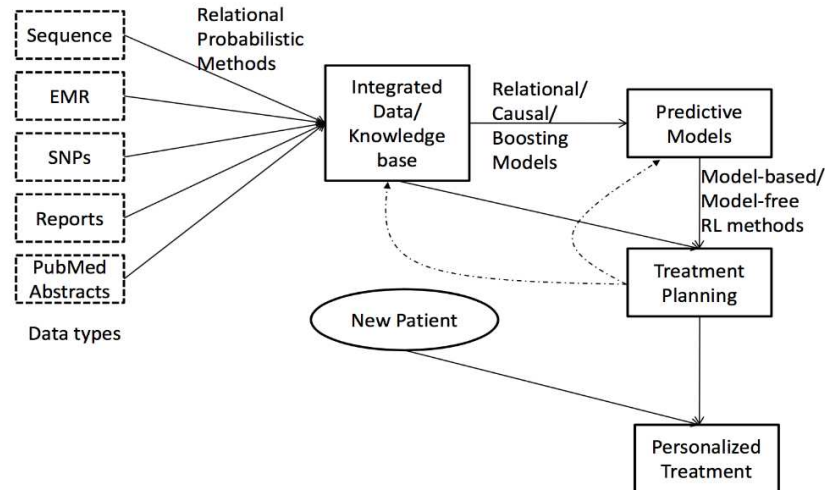 Sequence
EMR
SNPs
Reports
PubMed
Abstracts
Data types
Relational
Probabilistic
Methods
Integrated
Data/
Knowledge
base
Relational/
Causal/
Boosting
Models
Predictive
Models
Model-based/
Model-free
RL methods
Treatment
Planning
New Patient
Personalized
Treatment